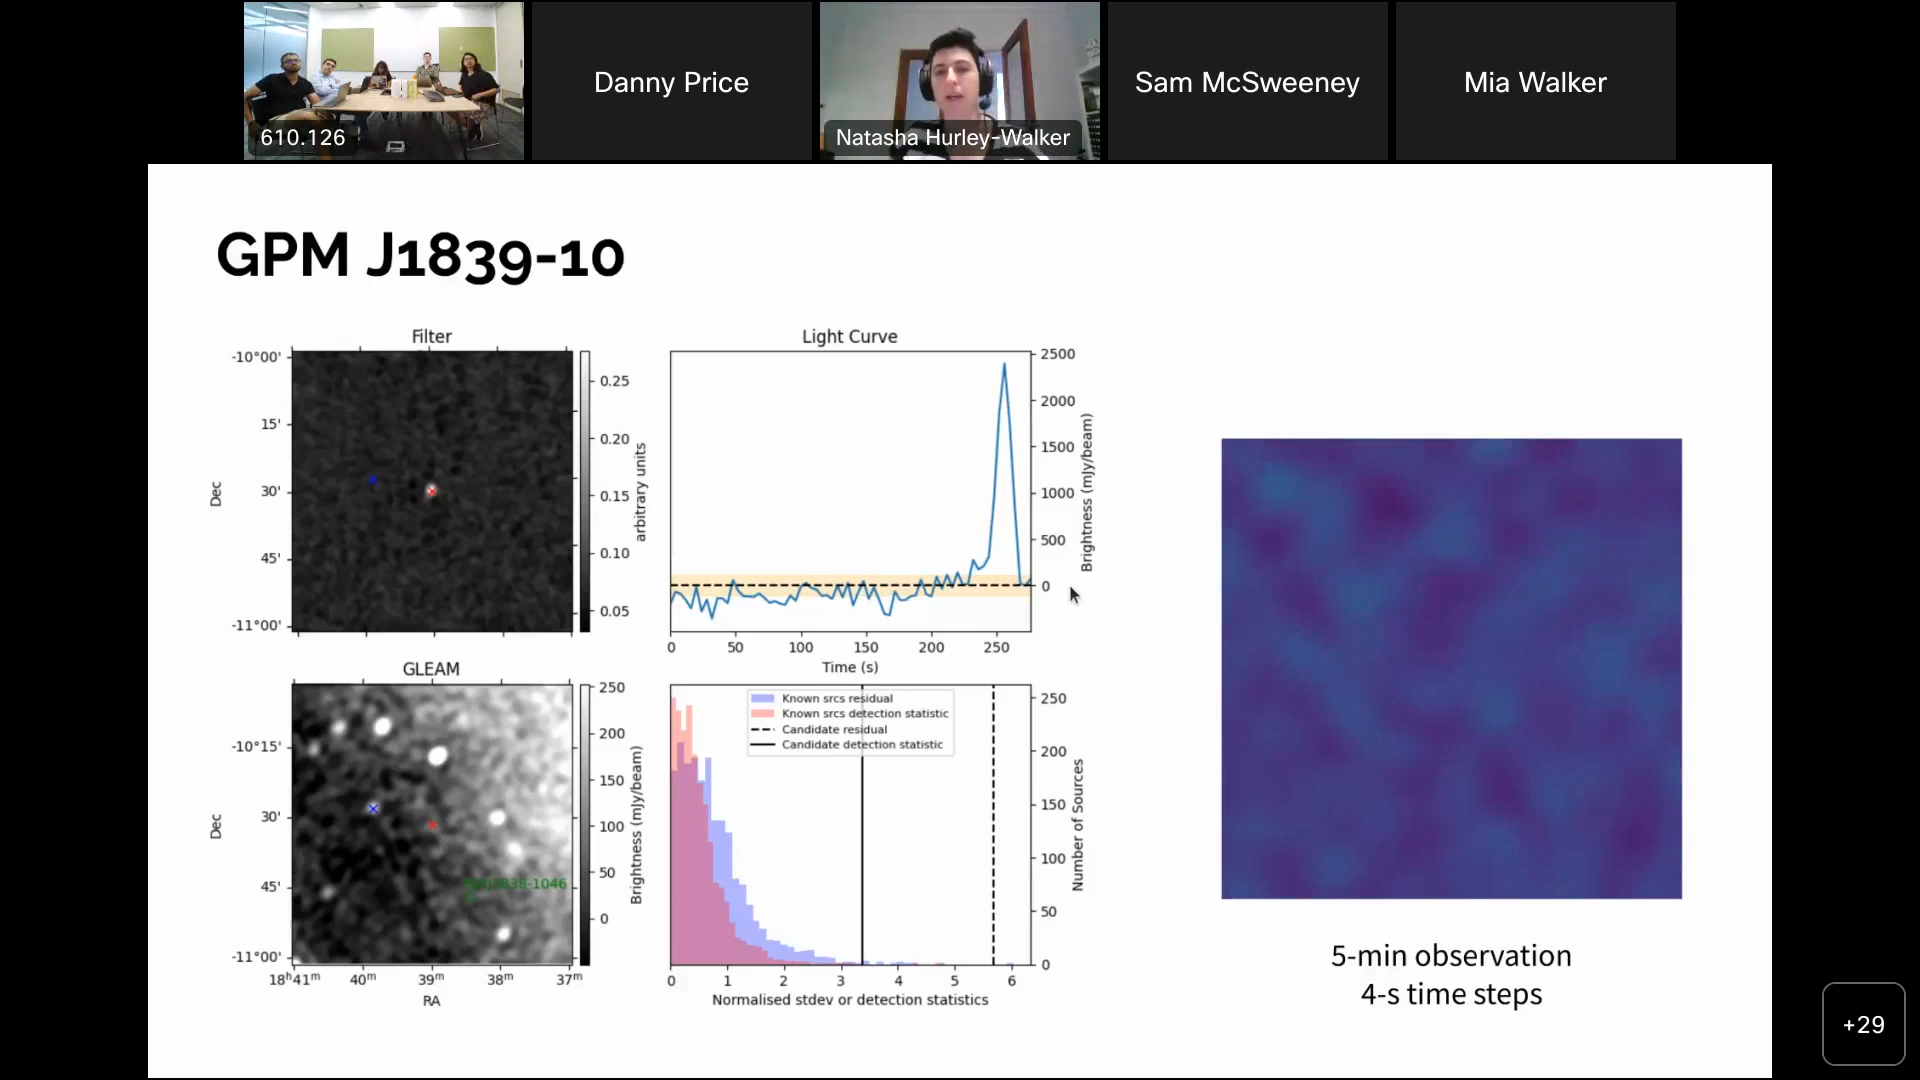 610.126
Danny Price
Natasha Hurley-Walker
Sam McSweeney
Mia Walker
GPM J1839-10
Filter
-10°00'
15'
30'
45'
-11°00'
Dec
0.25
0.20
0.15
0.10
0.05
arbitrary units
Light Curve
2500
2000
1500
1000
500
0
Brightness (mJy/beam)
0 50 100 150 200 250
Time (s)
GLEAM
-10°15'
30'
45'
-11°00'
Dec
18ʰ41ᵐ 40ᵐ 39ᵐ 38ᵐ 37ᵐ
RA
250
200
150
100
50
0
Brightness (mJy/beam)
Known srcs residual
Known srcs detection statistic
Candidate residual
Candidate detection statistic
250
200
150
100
50
0
Number of Sources
0 1 2 3 4 5 6
Normalised stdev or detection statistics
5-min observation
4-s time steps
+29